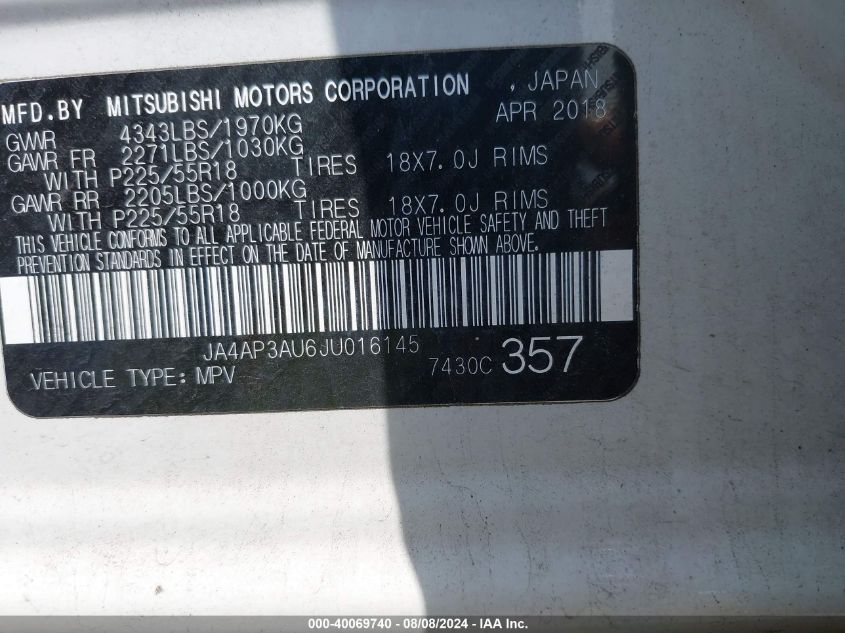 MFD.BY MITSUBISHI MOTORS CORPORATION , JAPAN
APR 2018
GVWR 4343LBS/1970KG
GAWR FR 2271LBS/1030KG
WITH P225/55R18 TIRES 18X7.0J RIMS
GAWR RR 2205LBS/1000KG
WITH P225/55R18 TIRES 18X7.0J RIMS
THIS VEHICLE CONFORMS TO ALL APPLICABLE FEDERAL MOTOR VEHICLE SAFETY AND THEFT
PREVENTION STANDARDS IN EFFECT ON THE DATE OF MANUFACTURE SHOWN ABOVE.
JA4AP3AU6JU016145
VEHICLE TYPE: MPV 7430C 357
000-40069740 - 08/08/2024 - IAA Inc.